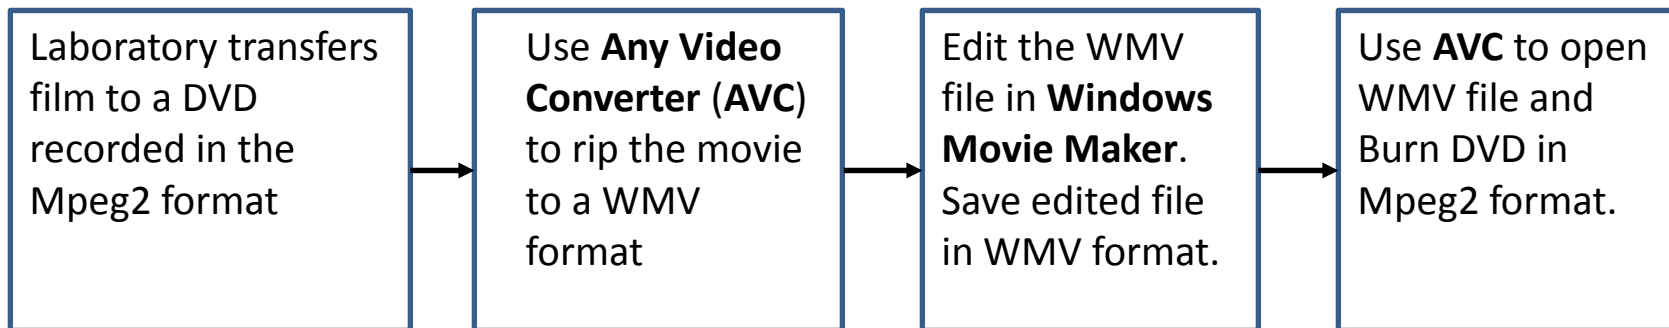 Laboratory transfers
film to a DVD
recorded in the
Mpeg2 format
Use Any Video
Converter (AVC)
to rip the movie
to a WMV
format
Edit the WMV
file in Windows
Movie Maker.
Save edited file
in WMV format.
Use AVC to open
WMV file and
Burn DVD in
Mpeg2 format.